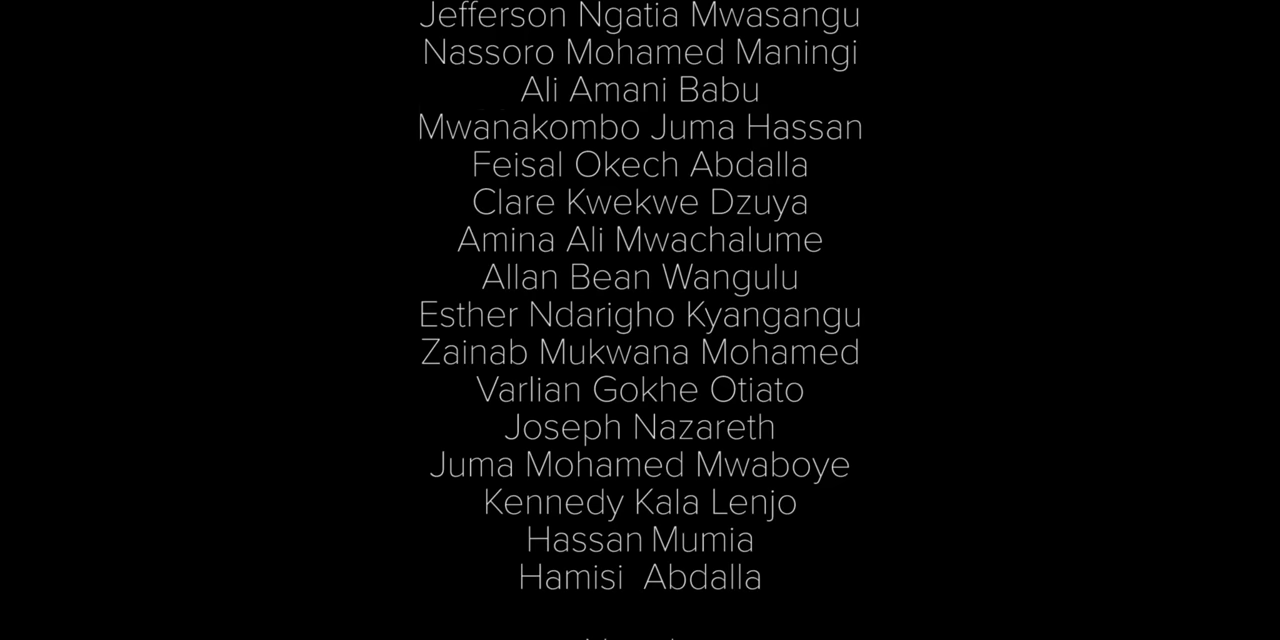 Jefferson Ngatia Mwasangu
Nassoro Mohamed Maningi
Ali Amani Babu
Mwanakombo Juma Hassan
Feisal Okech Abdalla
Clare Kwekwe Dzuya
Amina Ali Mwachalume
Allan Bean Wangulu
Esther Ndarigho Kyangangu
Zainab Mukwana Mohamed
Varlian Gokhe Otiato
Joseph Nazareth
Juma Mohamed Mwaboye
Kennedy Kala Lenjo
Hassan Mumia
Hamisi  Abdalla